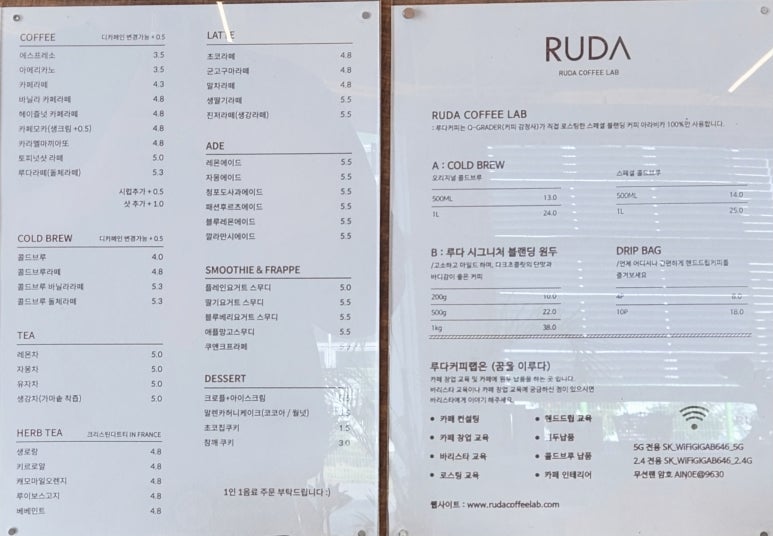 COFFEE 디카페인 변경가능 + 0.5
에스프레소 3.5
아메리카노 3.5
카페라떼 4.3
바닐라 카페라떼 4.8
헤이즐넛 카페라떼 4.8
카페모카(생크림 +0.5) 4.8
카라멜마끼아또 4.8
토피넛샷 라떼 5.0
루다라떼(돌체라떼) 5.3
시럽추가 + 0.5
샷 추가 + 1.0
COLD BREW 디카페인 변경가능 + 0.5
콜드브루 4.0
콜드브루라떼 4.8
콜드브루 바닐라라떼 5.3
콜드브루 돌체라떼 5.3
TEA
레몬차 5.0
자몽차 5.0
유자차 5.0
생강차(가마솥 착즙) 5.0
HERB TEA 크리스틴다트티 IN FRANCE
생로랑 4.8
키르로얄 4.8
캐모마일오렌지 4.8
루이보스고지 4.8
베베민트 4.8
LATTE
초코라떼 4.8
군고구마라떼 4.8
말차라떼 4.8
생딸기라떼 5.5
진저라떼(생강라떼) 5.5
ADE
레몬에이드 5.5
자몽에이드 5.5
청포도사과에이드 5.5
패션후르츠에이드 5.5
블루레몬에이드 5.5
깔라만시에이드 5.5
SMOOTHIE & FRAPPE
플레인요거트 스무디 5.0
딸기요거트 스무디 5.5
블루베리요거트 스무디 5.5
애플망고스무디 5.5
쿠앤크프라페
DESSERT
크로플+아이스크림
말렌카허니케이크(코코아 / 월넛)
초코칩쿠키 1.5
참깨 쿠키 3.0
1인 1음료 주문 부탁드립니다 :)
RUDA
RUDA COFFEE LAB
RUDA COFFEE LAB
: 루다커피는 Q-GRADER(커피 감정사)가 직접 로스팅한 스페셜 블랜딩 커피 아라비카 100%만 사용합니다.
A : COLD BREW
오리지널 콜드브루
500ML 13.0
1L 24.0
스페셜 콜드브루
500ML 14.0
1L 25.0
B : 루다 시그니처 블랜딩 원두
/고소하고 마일드 하며, 다크초콜릿의 단맛과
바디감이 좋은 커피
200g 10.0
500g 22.0
1kg 38.0
DRIP BAG
/언제 어디서나 간편하게 핸드드립커피를
즐겨보세요
4P 8.0
10P 18.0
루다커피랩은 (꿈을 이루다)
카페 창업 교육 및 카페에 원두 납품을 하는 곳 입니다.
바리스타 교육이나 카페 창업 교육에 궁금하신 점이 있으시면
바리스타에게 이야기 해주세요.
• 카페 컨설팅
• 카페 창업 교육
• 바리스타 교육
• 로스팅 교육
• 핸드드립 교육
• 원두납품
• 콜드브루 납품
• 카페 인테리어
5G 전용 SK_WiFiGIGAB646_5G
2.4 전용 SK_WIFIGIGAB646_2.4G
무선랜 암호 AIN0E@9630
웹사이트 : www.rudacoffeelab.com